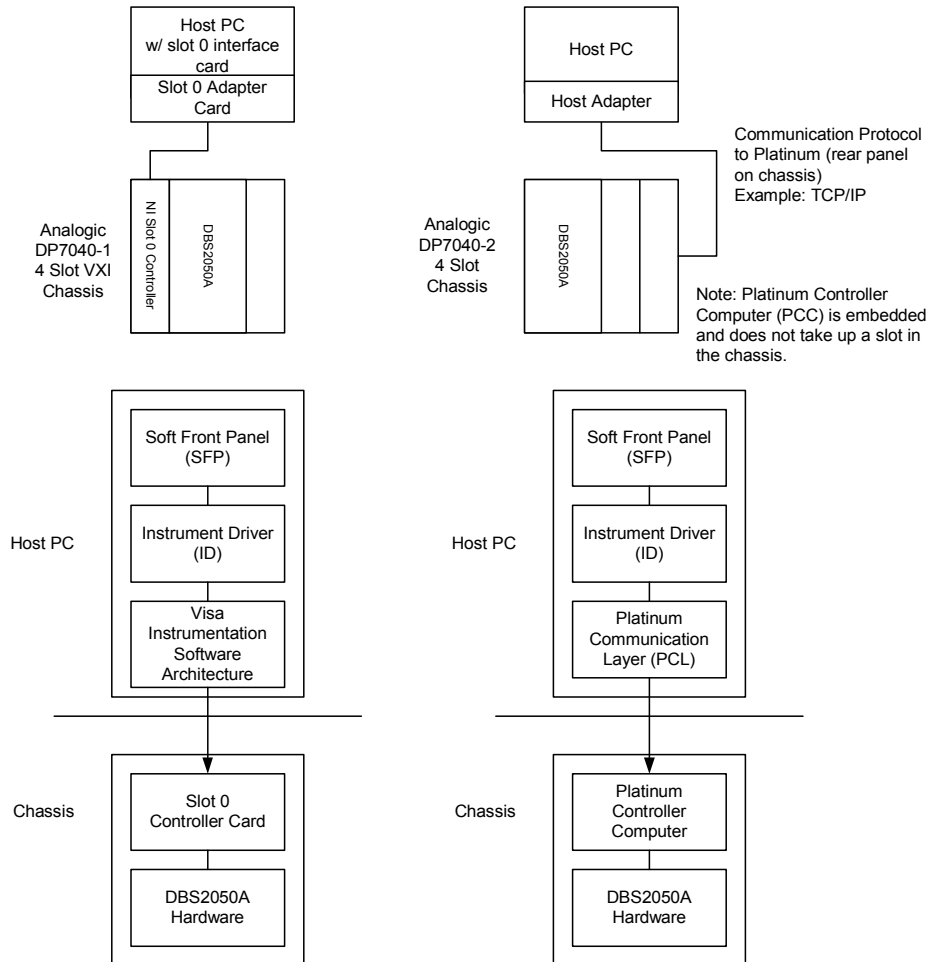 Host PC
w/ slot 0 interface
card
Slot 0 Adapter
Card
Analogic
DP7040-1
4 Slot VXI
Chassis
NI Slot 0 Controller
DBS2050A
Host PC
Host Adapter
Communication Protocol
to Platinum (rear panel
on chassis)
Example: TCP/IP
Analogic
DP7040-2
4 Slot
Chassis
DBS2050A
Note: Platinum Controller
Computer (PCC) is embedded
and does not take up a slot in
the chassis.
Host PC
Soft Front Panel
(SFP)
Instrument Driver
(ID)
Visa
Instrumentation
Software
Architecture
Chassis
Slot 0
Controller Card
DBS2050A
Hardware
Host PC
Soft Front Panel
(SFP)
Instrument Driver
(ID)
Platinum
Communication
Layer (PCL)
Chassis
Platinum
Controller
Computer
DBS2050A
Hardware